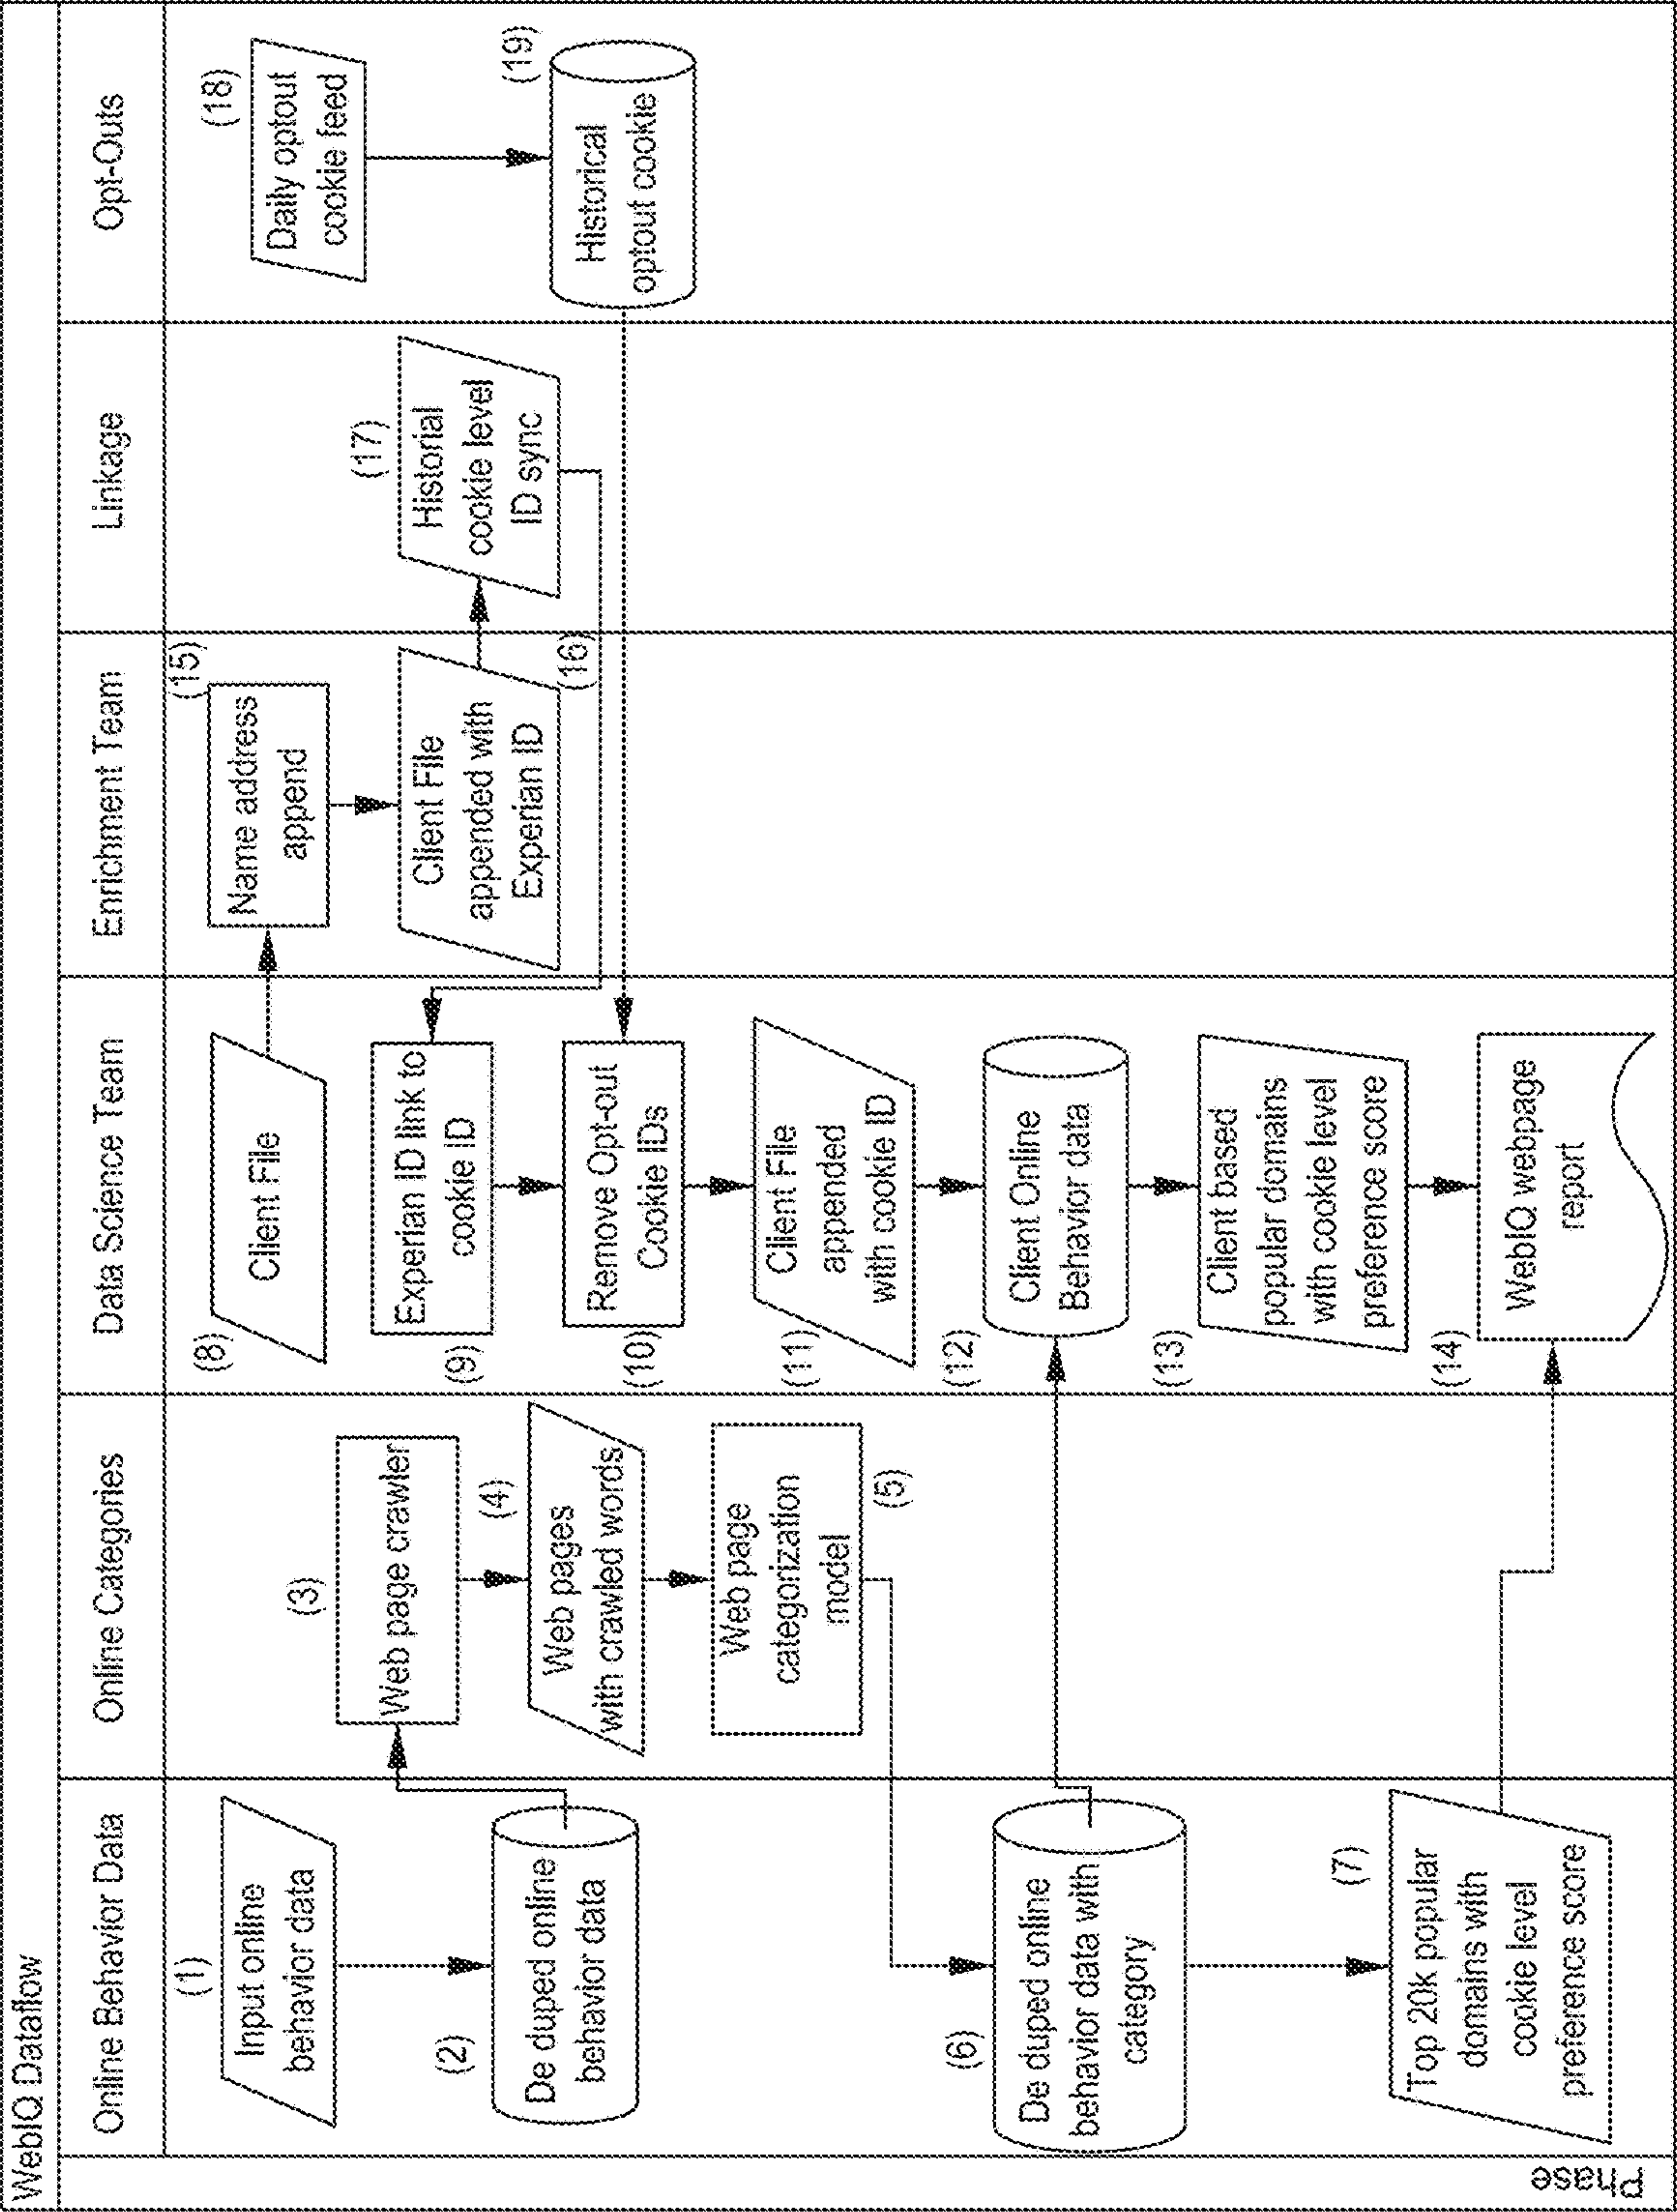 WebIQ Dataflow
Online Behavior Data
Online Categories
Data Science Team
Enrichment Team
Linkage
Opt-Outs
Phase
(1)
Input online
behavior data
(2)
De duped online
behavior data
(6)
De duped online
behavior data with
category
(7)
Top 20k popular
domains with
cookie level
preference score
(3)
Web page crawler
(4)
Web pages
with crawled words
Web page
categorization
model
(5)
(8)
Client File
(9)
Experian ID link to
cookie ID
(10)
Remove Opt-out
Cookie IDs
(11)
Client File
appended
with cookie ID
(12)
Client Online
Behavior data
(13)
Client based
popular domains
with cookie level
preference score
(14)
WebIQ webpage
report
(15)
Name address
append
Client File
appended with
Experian ID
(16)
(17)
Historial
cookie level
ID sync
(18)
Daily optout
cookie feed
(19)
Historical
optout cookie